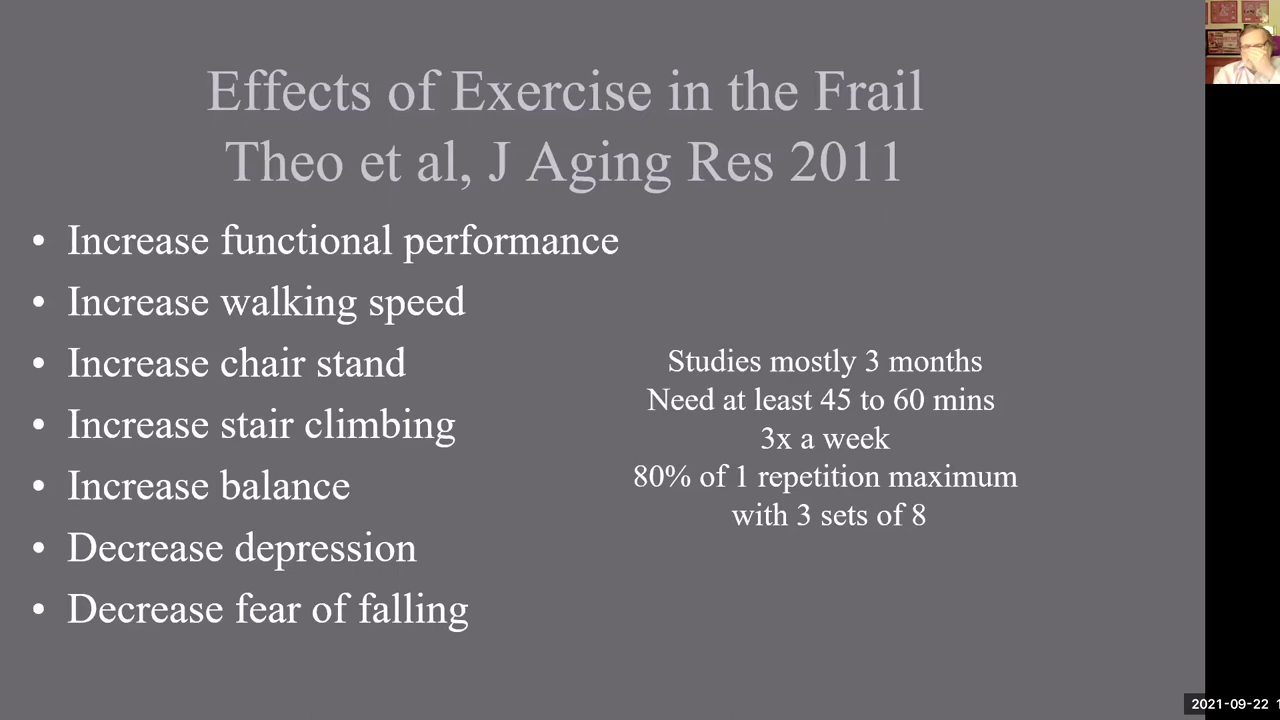 Effects of Exercise in the Frail
Theo et al, J Aging Res 2011
• Increase functional performance
• Increase walking speed
• Increase chair stand
• Increase stair climbing
• Increase balance
• Decrease depression
• Decrease fear of falling
Studies mostly 3 months
Need at least 45 to 60 mins
3x a week
80% of 1 repetition maximum
with 3 sets of 8
2021-09-22